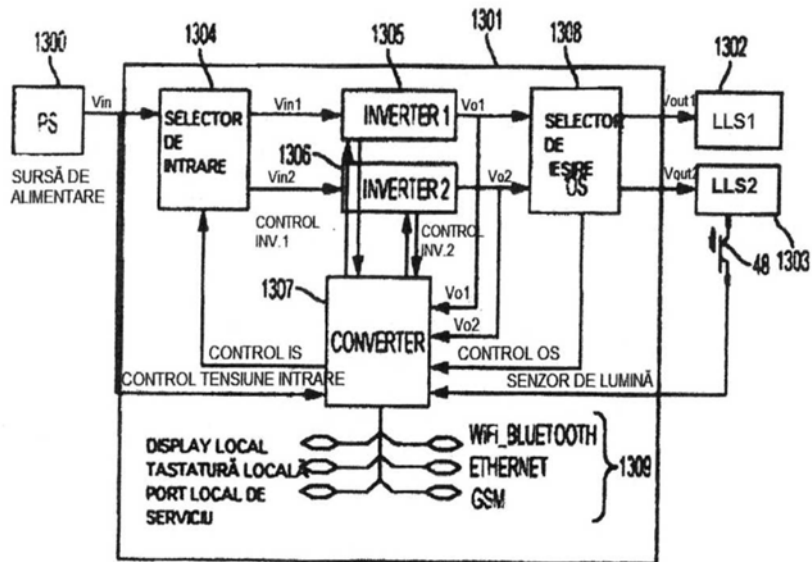 1300
1304
1305
1301
1308
1302
Vin
PS
SURSĂ DE
ALIMENTARE
SELECTOR
DE
INTRARE
Vin1
Vin2
INVERTER 1
1306
INVERTER 2
Vo1
Vo2
SELECTOR
DE
IESIRE
OS
Vout1
LLS1
Vout2
LLS2
1303
48
CONTROL
INV.1
CONTROL
INV.2
1307
CONVERTER
Vo1
Vo2
CONTROL IS
CONTROL OS
CONTROL TENSIUNE INTRARE
SENZOR DE LUMINĂ
DISPLAY LOCAL
TASTATURĂ LOCALĂ
PORT LOCAL DE
SERVICIU
WiFi_BLUETOOTH
ETHERNET
GSM
1309